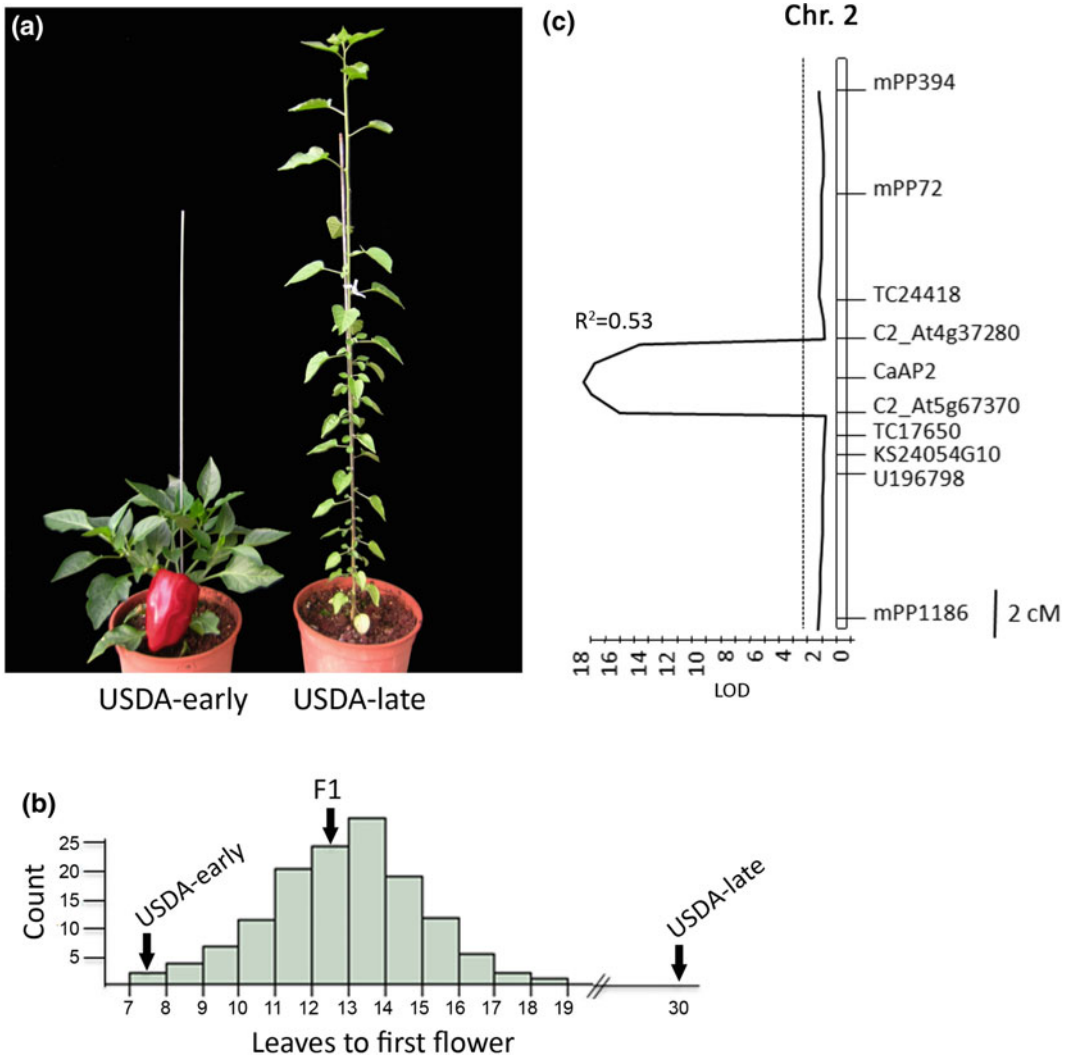 (a)
USDA-early
USDA-late
(c)
Chr. 2
mPP394
mPP72
TC24418
C2_At4g37280
CaAP2
C2_At5g67370
TC17650
KS24054G10
U196798
mPP1186
2 cM
R²=0.53
18 16 14 12 10 8 6 4 2 0
LOD
(b)
F1
USDA-early
USDA-late
Count
25
20
15
10
5
7 8 9 10 11 12 13 14 15 16 17 18 19 30
Leaves to first flower